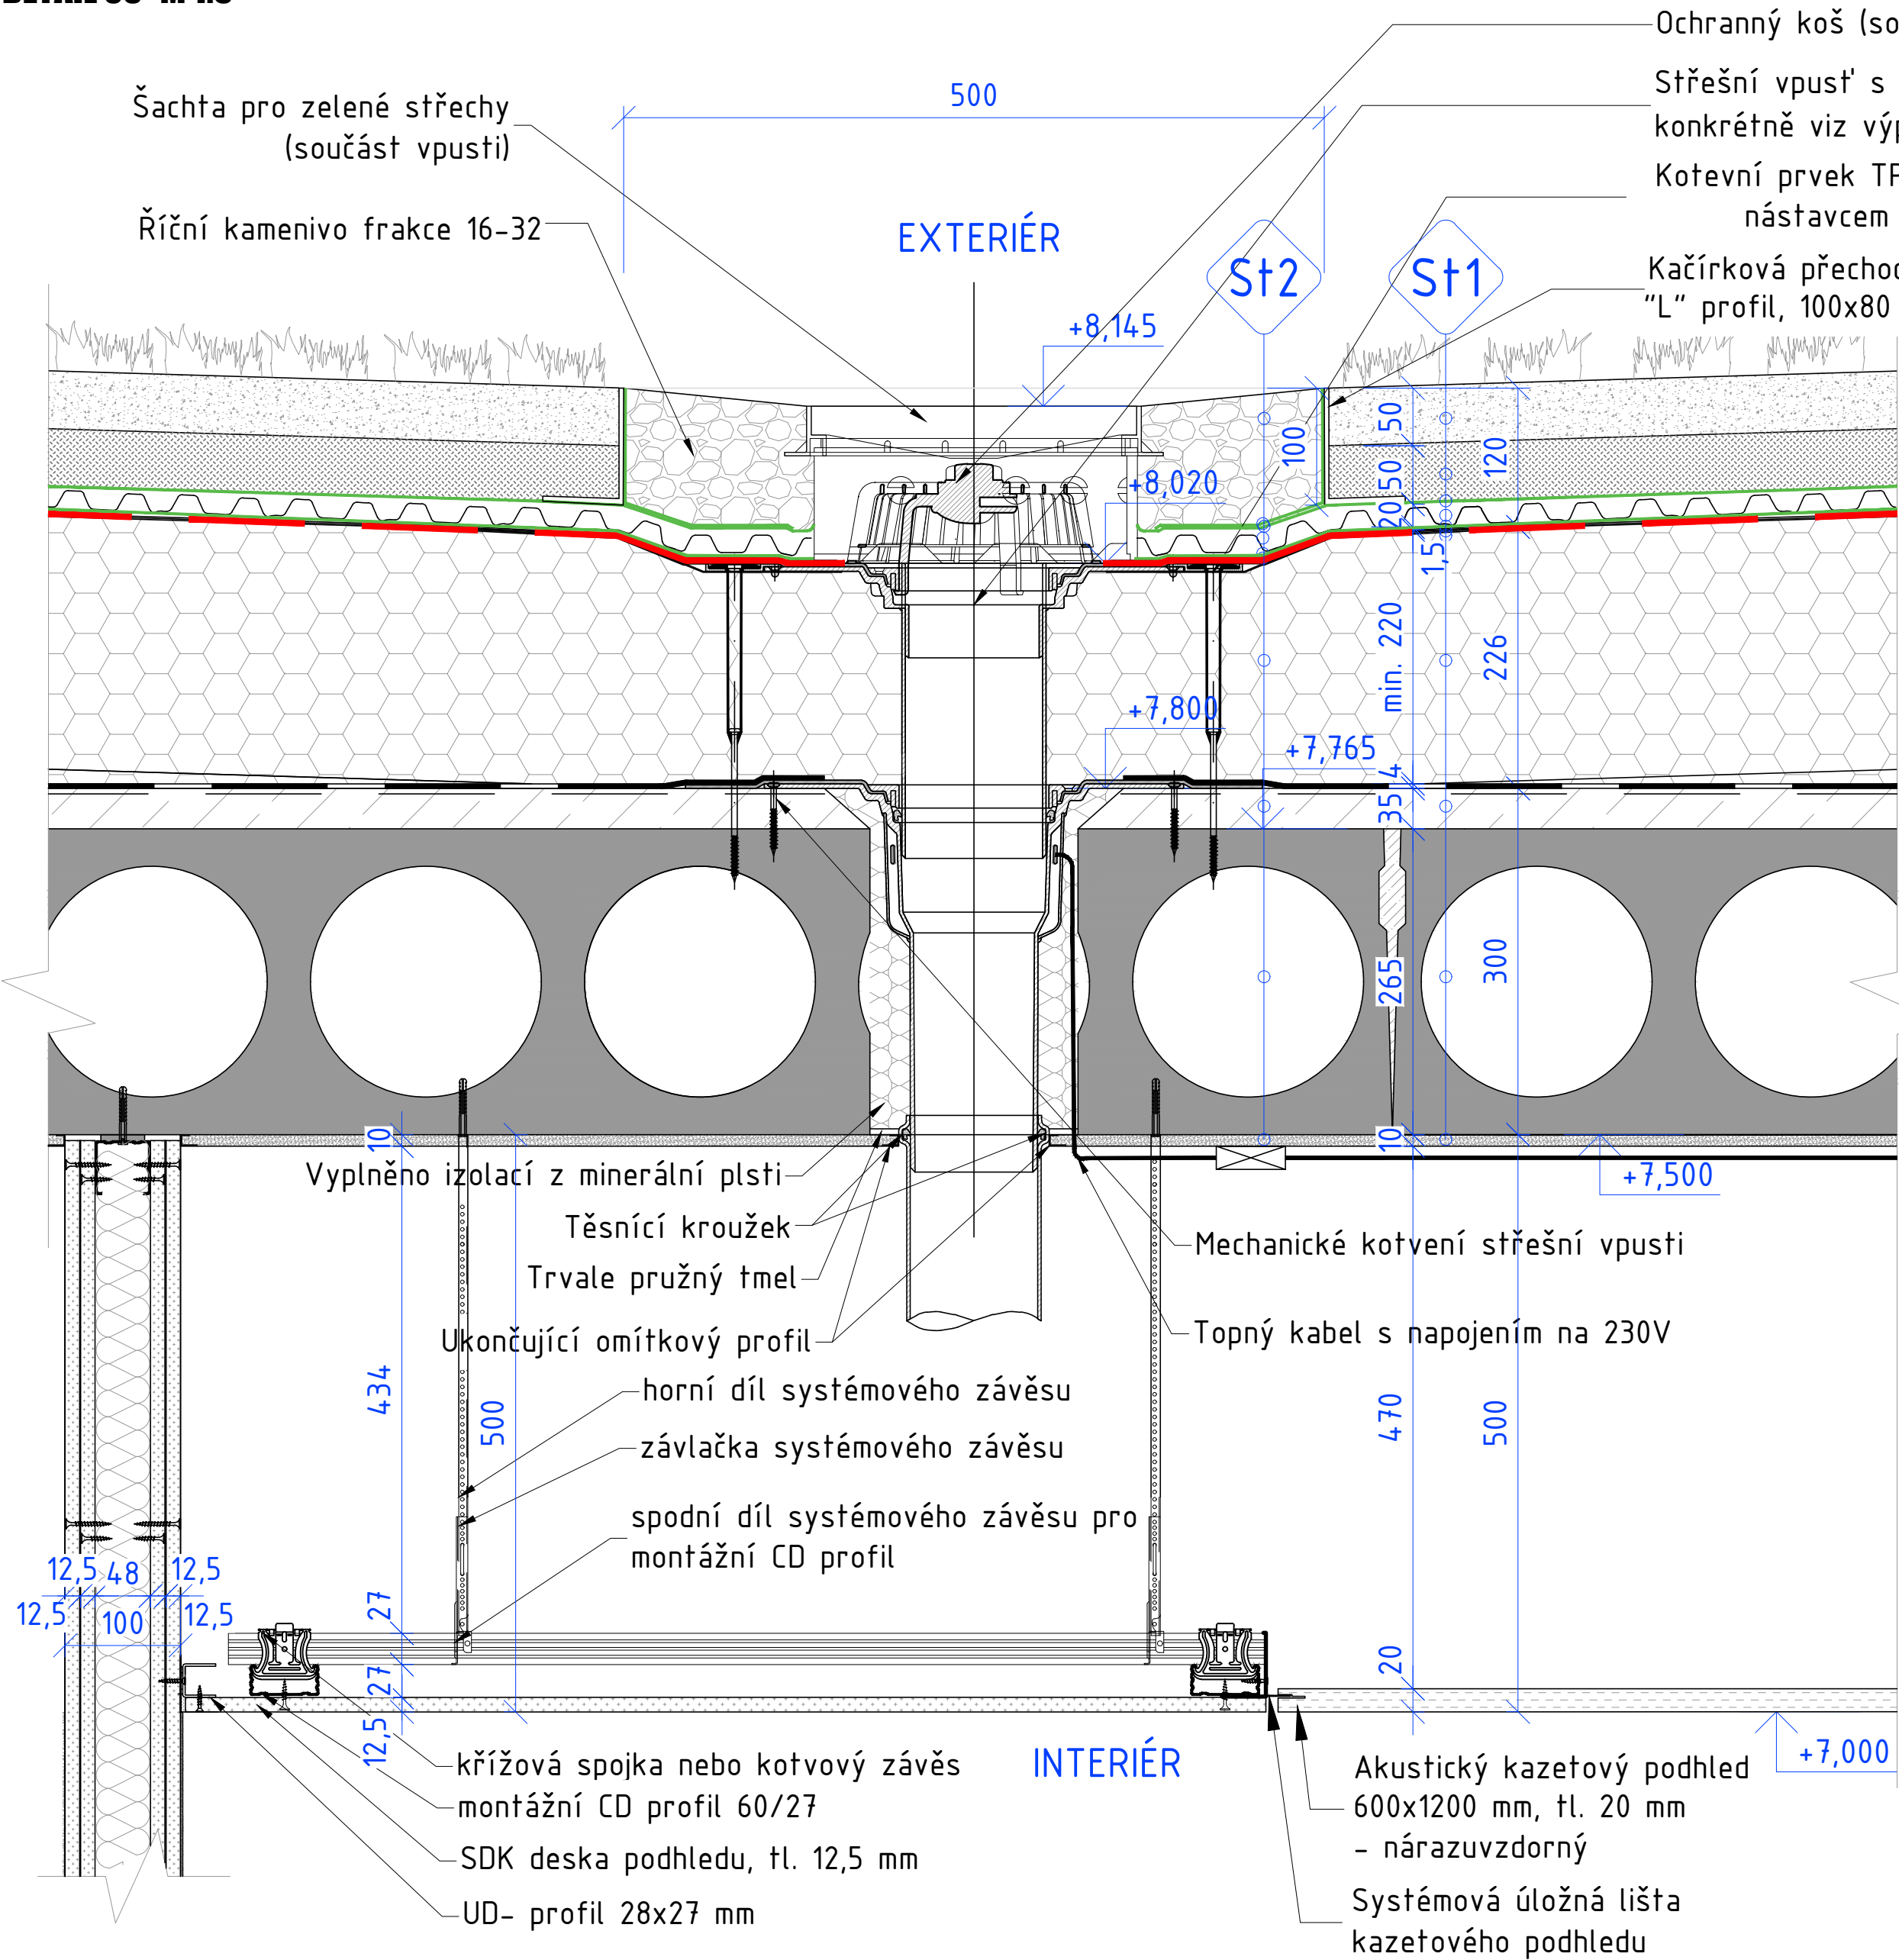 Ochranný koš
Šachta pro zelené střechy
(součást vpusti)
500
Střešní vpusť s
konkrétně viz
Kotevní prvek
nástavcem
Říční kamenivo frakce 16-32
EXTERIÉR
St2
St1
Kačírková
"L" profil, 100x80
+8,145
50
100
120
50
+8,020
20
1,5
min. 220
226
+7,800
+7,765
4
35
265
300
10
10
Vyplněno izolací z minerální plsti
+7,500
Těsnící kroužek
Mechanické kotvení střešní vpusti
Trvale pružný tmel
Ukončující omítkový profil
Topný kabel s napojením na 230V
434
500
horní díl systémového závěsu
470
500
závlačka systémového závěsu
spodní díl systémového závěsu pro
montážní CD profil
12,5
48
12,5
12,5
100
12,5
27
27
20
12,5
INTERIÉR
+7,000
křížová spojka nebo kotvový závěs
montážní CD profil 60/27
SDK deska podhledu, tl. 12,5 mm
UD- profil 28x27 mm
Akustický kazetový podhled
600x1200 mm, tl. 20 mm
- nárazuvzdorný
Systémová úložná lišta
kazetového podhledu